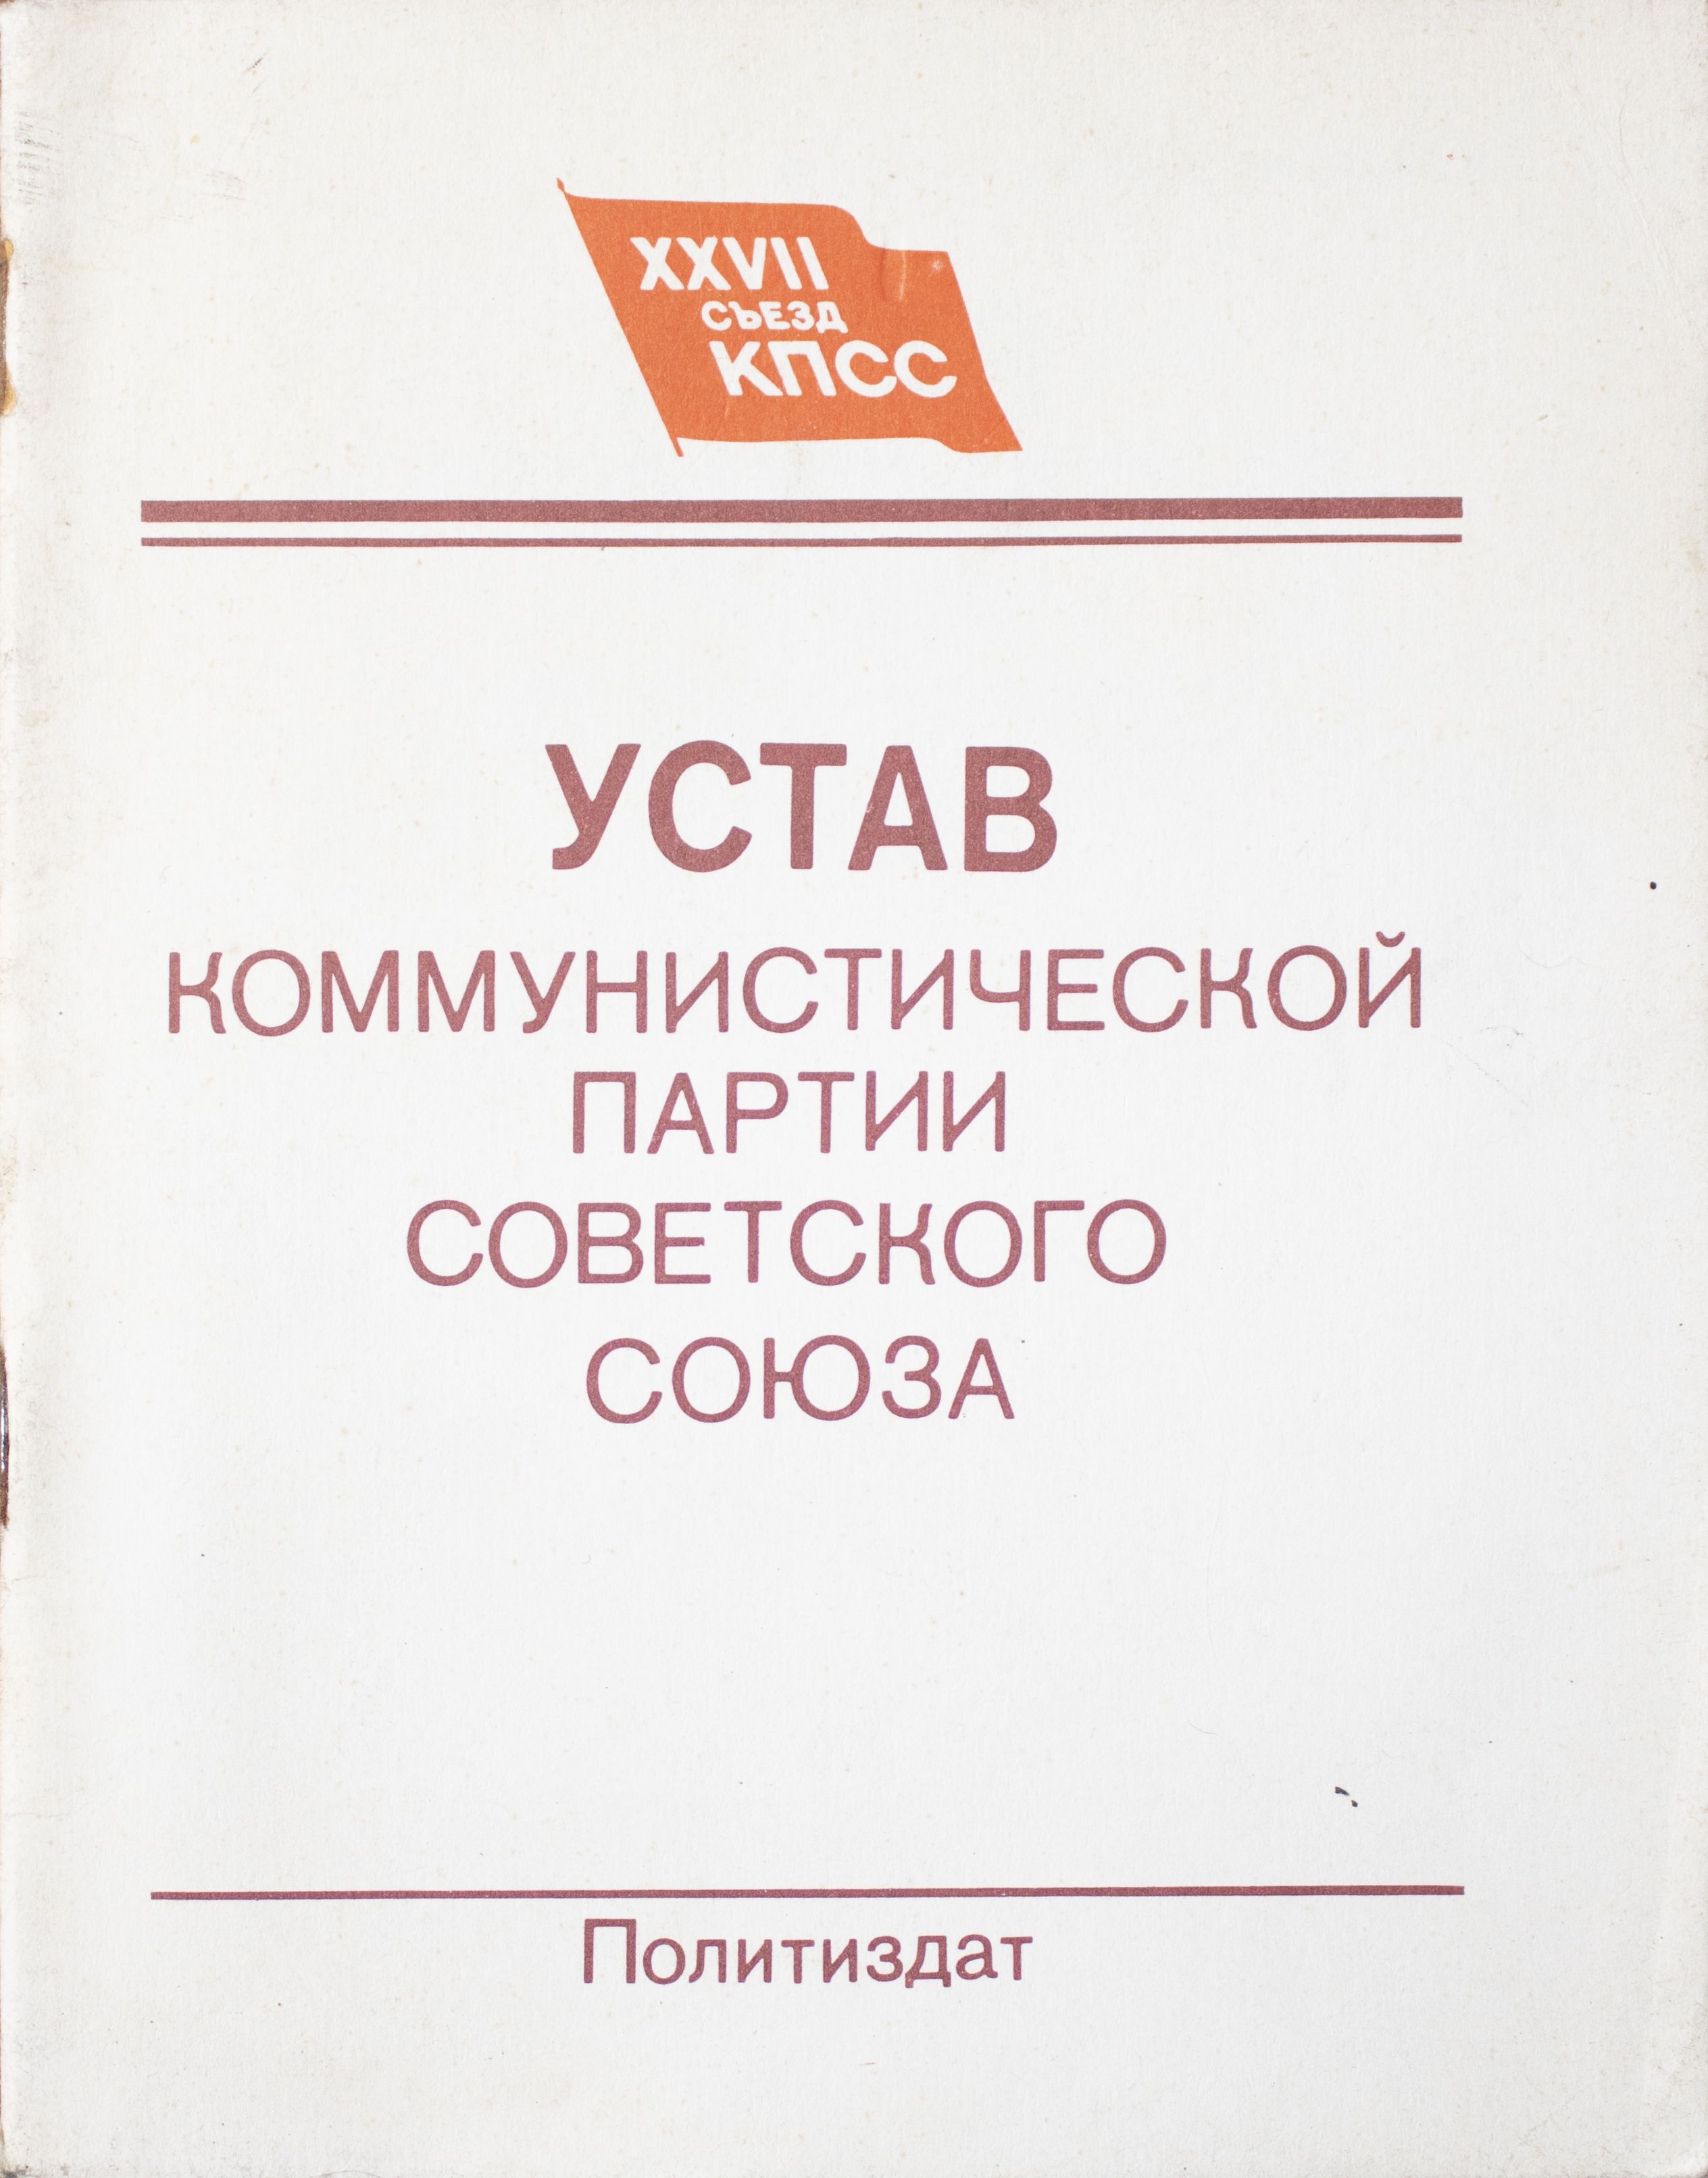 XXVII
СЪЕЗД
КПСС
УСТАВ
КОММУНИСТИЧЕСКОЙ
ПАРТИИ
СОВЕТСКОГО
СОЮЗА
Политиздат